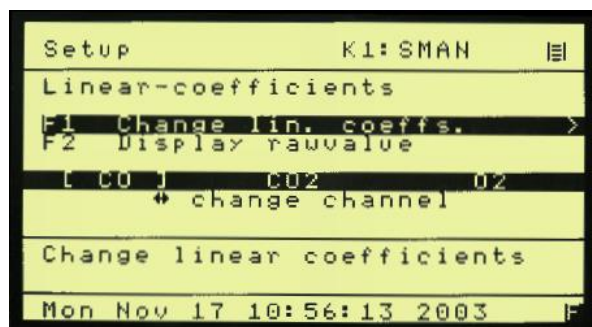 Setup K1:SMAN
Linear-coefficients
F1 Change lin. coeffs. >
F2 Display rawvalue
[ CO ] CO2 O2
change channel
Change linear coefficients
Mon Nov 17 10:56:13 2003 F